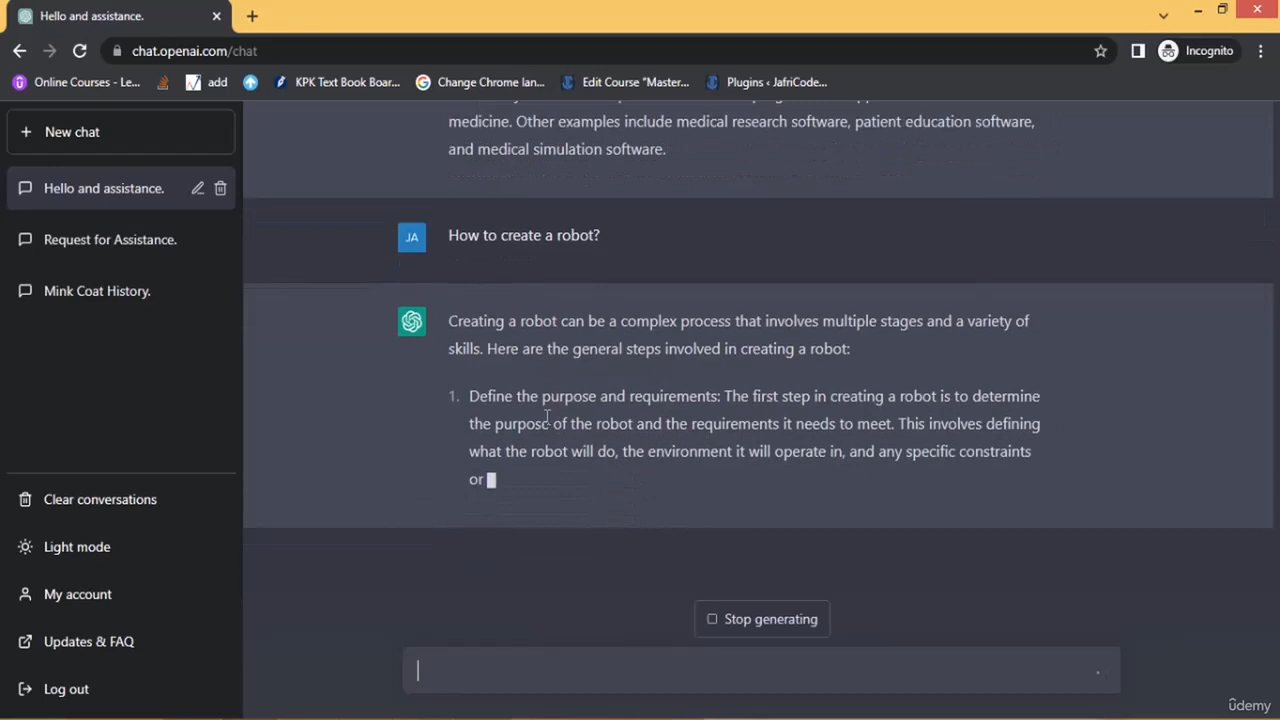 Hello and assistance.
chat.openai.com/chat
Incognito
Online Courses - Le...
add
KPK Text Book Boar...
Change Chrome lan...
Edit Course "Master...
Plugins ‹ JafriCode...
New chat
Hello and assistance.
Request for Assistance.
Mink Coat History.
Clear conversations
Light mode
My account
Updates & FAQ
Log out
medicine. Other examples include medical research software, patient education software,
and medical simulation software.
JA
How to create a robot?
Creating a robot can be a complex process that involves multiple stages and a variety of
skills. Here are the general steps involved in creating a robot:
1. Define the purpose and requirements: The first step in creating a robot is to determine
the purpose of the robot and the requirements it needs to meet. This involves defining
what the robot will do, the environment it will operate in, and any specific constraints
or
Stop generating
ûdemy